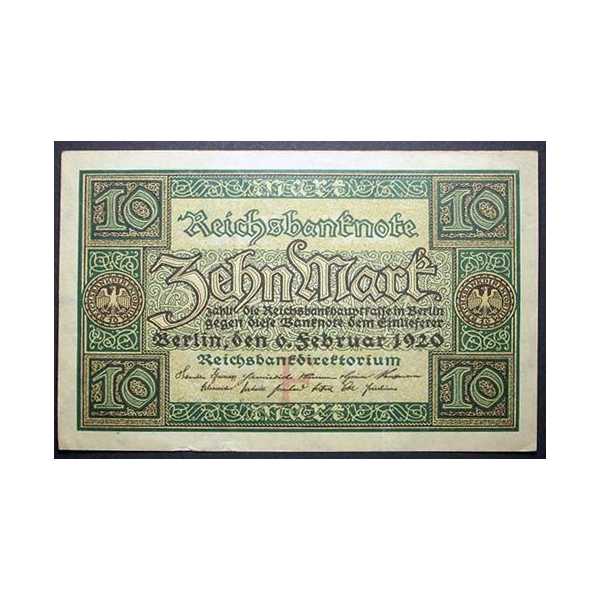 10 10
Reichsbanknote
Zehn Mark
zahlt die Reichsbankhauptkasse in Berlin
gegen diese Banknote dem Einlieferer
Berlin, den 6. Februar 1920
Reichsbankdirektorium
10 10